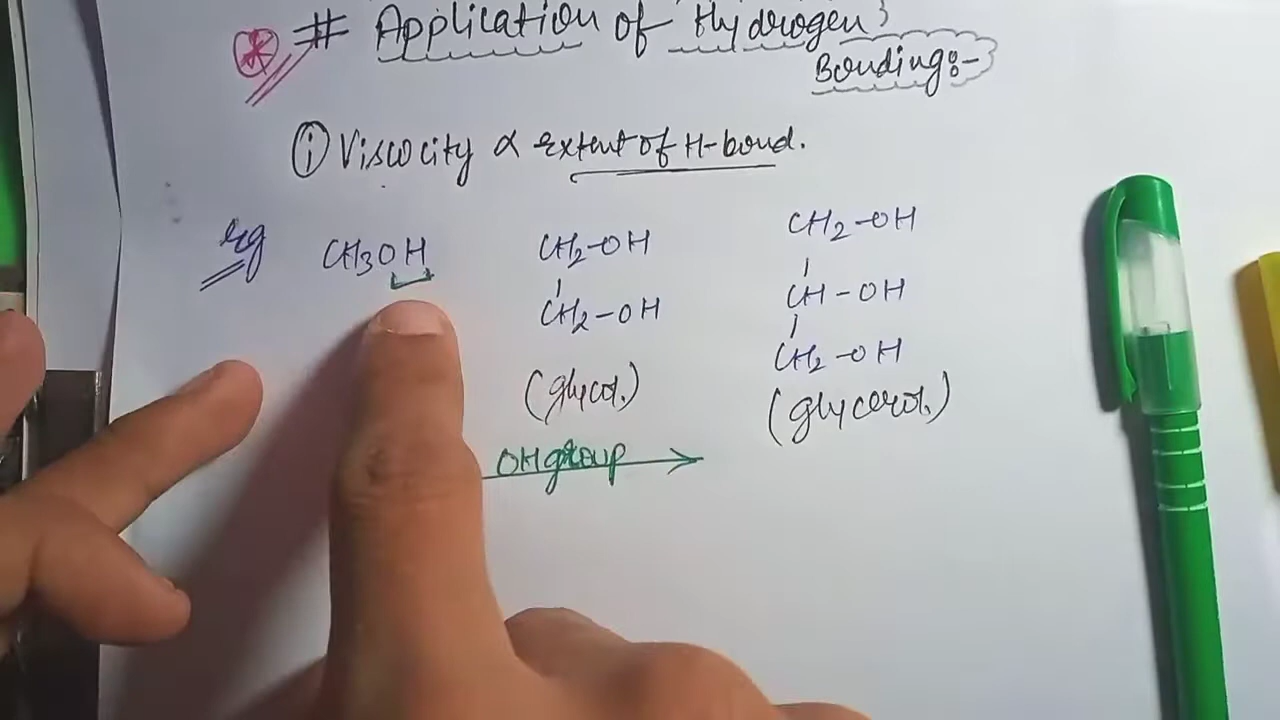 # Application of Hydrogen
Bonding:-
(i) Viscocity ∝ extent of H-bond.
eg CH3OH CH2-OH CH2-OH
CH2-OH CH-OH
CH2-OH
(glycol.) (glycerol.)
OH group